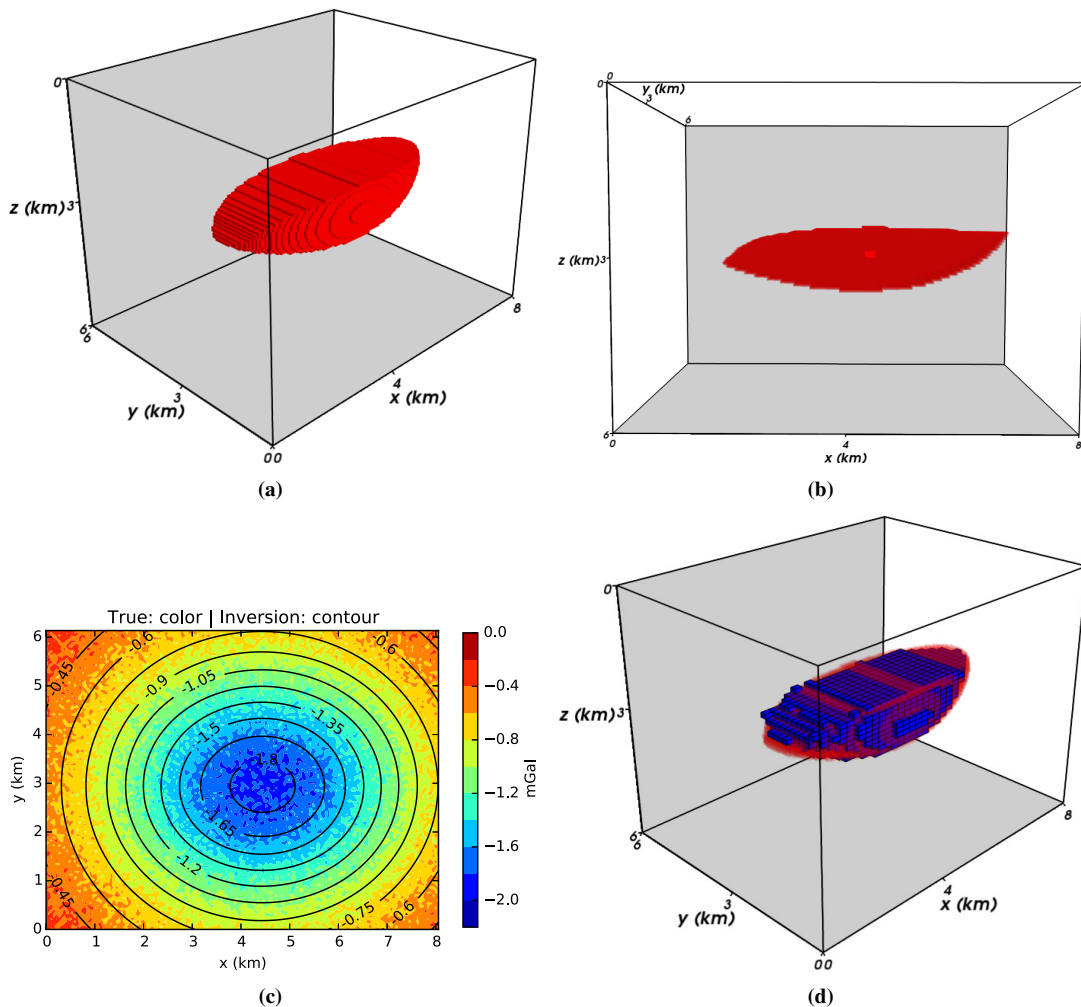 0
z (km)
3
6
6
y (km)
3
x (km)
4
8
00
(a)
0
0
y (km)
3
6
z (km)
3
6
0
4
8
x (km)
(b)
True: color | Inversion: contour
6
5
4
3
2
1
0
y (km)
0 1 2 3 4 5 6 7 8
x (km)
-0.45
-0.6
-0.9
-1.05
-1.5
-1.35
-1.8
-1.65
-1.2
-0.75
-0.6
-0.45
-0.6
-0.45
0.0
−0.4
−0.8
−1.2
−1.6
−2.0
mGal
(c)
0
z (km)
3
6
6
y (km)
3
x (km)
4
8
00
(d)